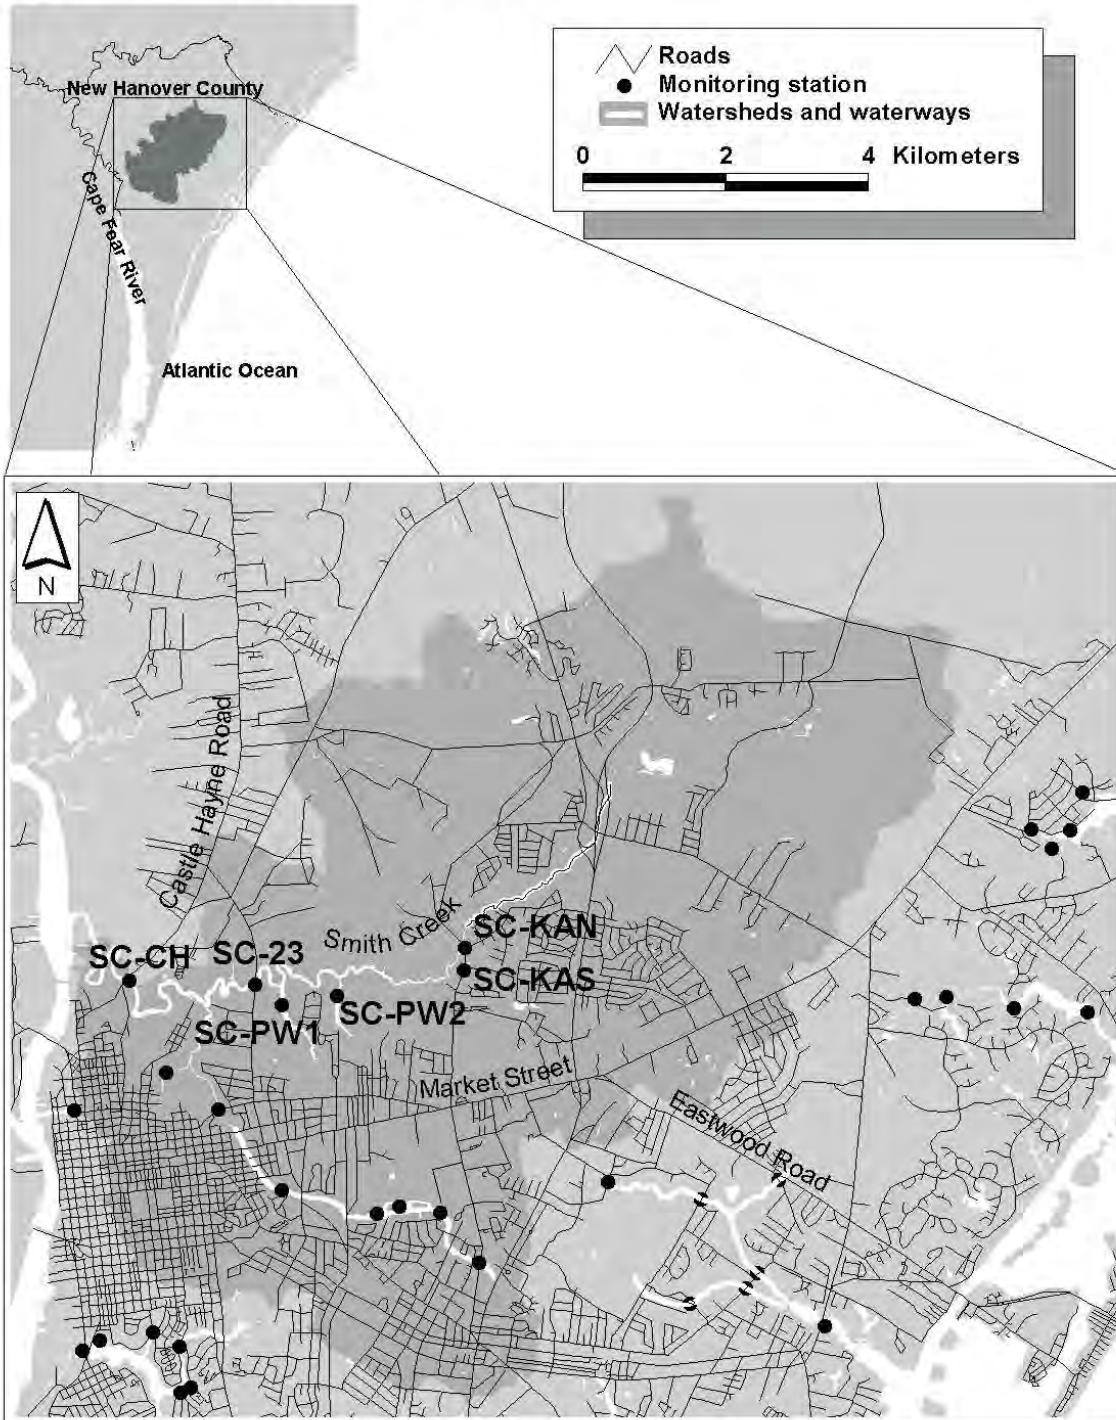 New Hanover County
Cape Fear River
Atlantic Ocean
Roads
Monitoring station
Watersheds and waterways
0 2 4 Kilometers
N
Castle Hayne Road
Smith Creek
SC-KAN
SC-CH
SC-23
SC-KAS
SC-PW2
SC-PW1
Market Street
Eastwood Road